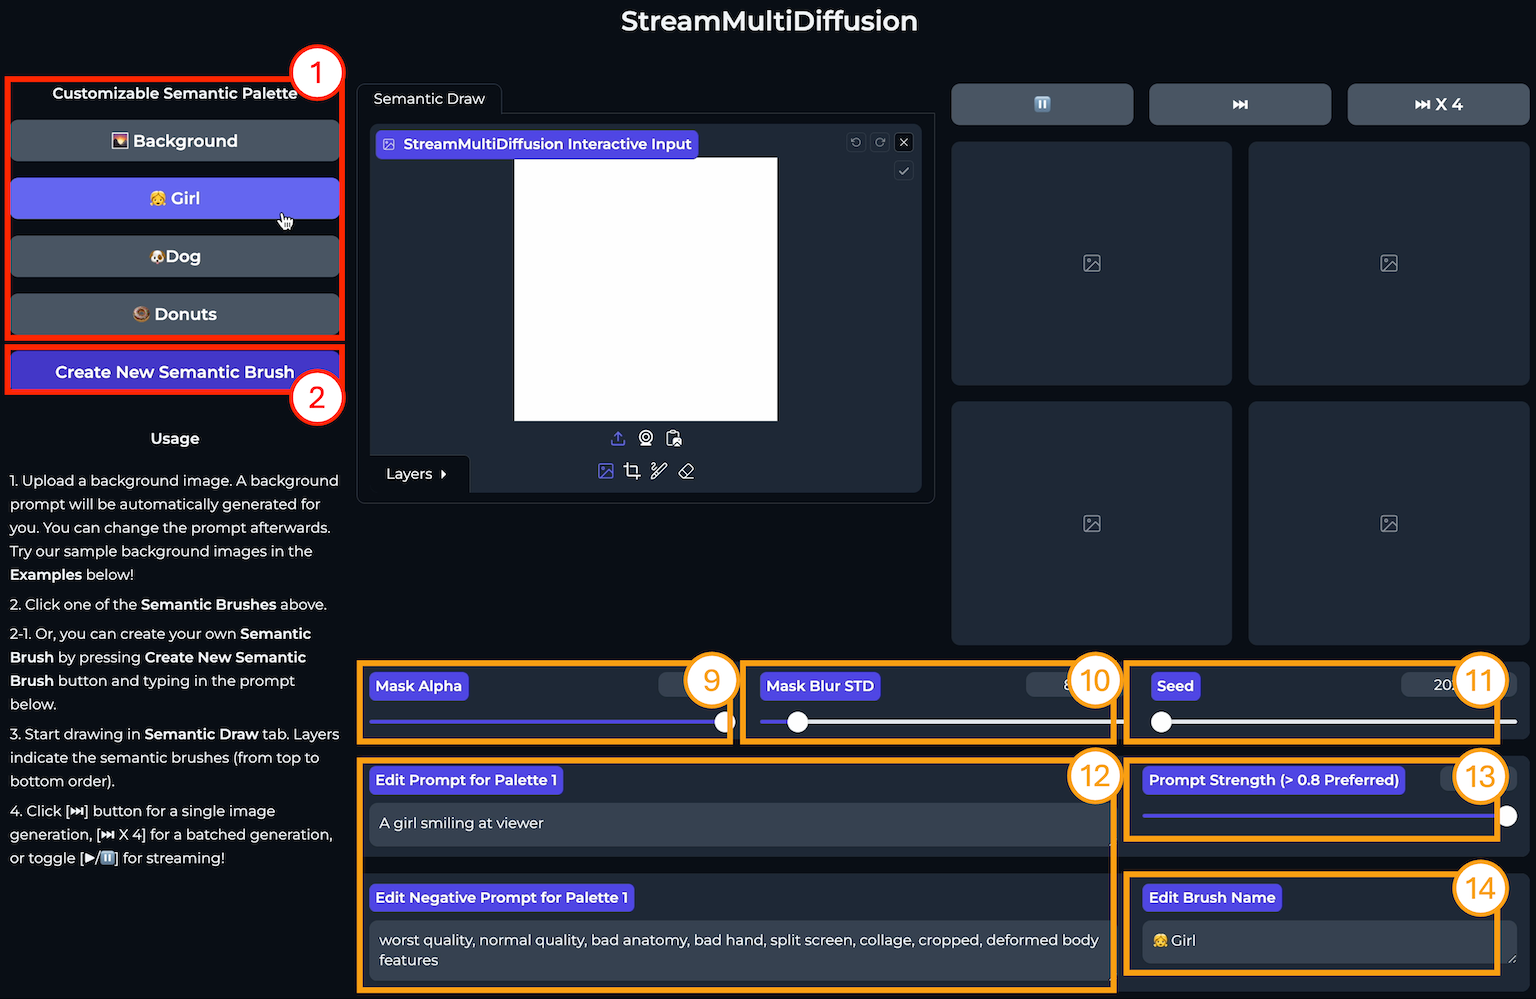 StreamMultiDiffusion
1
Customizable Semantic Palette
Background
Girl
Dog
Donuts
Create New Semantic Brush
2
Usage
1. Upload a background image. A background
prompt will be automatically generated for
you. You can change the prompt afterwards.
Try our sample background images in the
Examples below!
2. Click one of the Semantic Brushes above.
2-1. Or, you can create your own Semantic
Brush by pressing Create New Semantic
Brush button and typing in the prompt
below.
3. Start drawing in Semantic Draw tab. Layers
indicate the semantic brushes (from top to
bottom order).
4. Click [⏭] button for a single image
generation, [⏭ X 4] for a batched generation,
or toggle [▶/⏸] for streaming!
Semantic Draw
StreamMultiDiffusion Interactive Input
Layers
⏸
⏭
⏭ X 4
Mask Alpha
9
Mask Blur STD
10
Seed
11
Edit Prompt for Palette 1
12
A girl smiling at viewer
Edit Negative Prompt for Palette 1
worst quality, normal quality, bad anatomy, bad hand, split screen, collage, cropped, deformed body
features
Prompt Strength (> 0.8 Preferred)
13
Edit Brush Name
14
👧 Girl